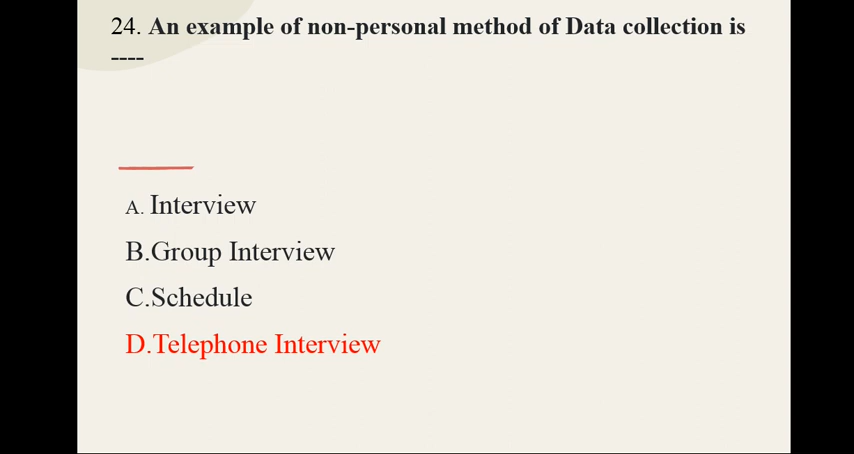 24. An example of non-personal method of Data collection is
----
A. Interview
B.Group Interview
C.Schedule
D.Telephone Interview